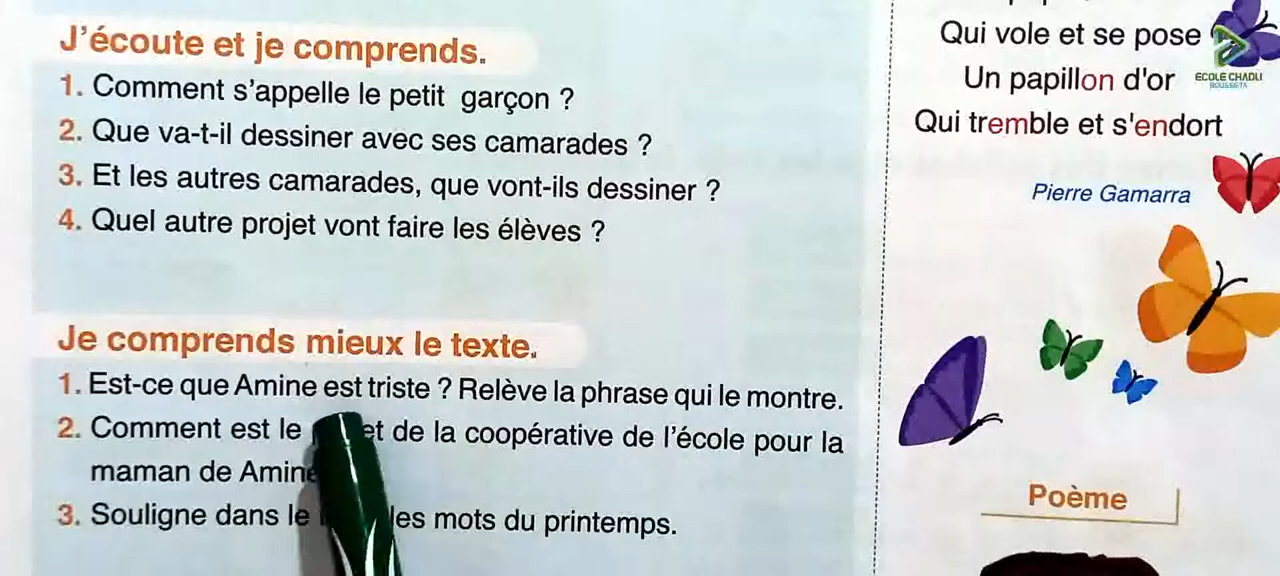 J'écoute et je comprends.
1. Comment s'appelle le petit garçon ?
2. Que va-t-il dessiner avec ses camarades ?
3. Et les autres camarades, que vont-ils dessiner ?
4. Quel autre projet vont faire les élèves ?
Je comprends mieux le texte.
1. Est-ce que Amine est triste ? Relève la phrase qui le montre.
2. Comment est le et de la coopérative de l'école pour la
maman de Amine
3. Souligne dans le les mots du printemps.
Qui vole et se pose
Un papillon d'or
Qui tremble et s'endort
Pierre Gamarra
Poème
ECOLE CHADLI